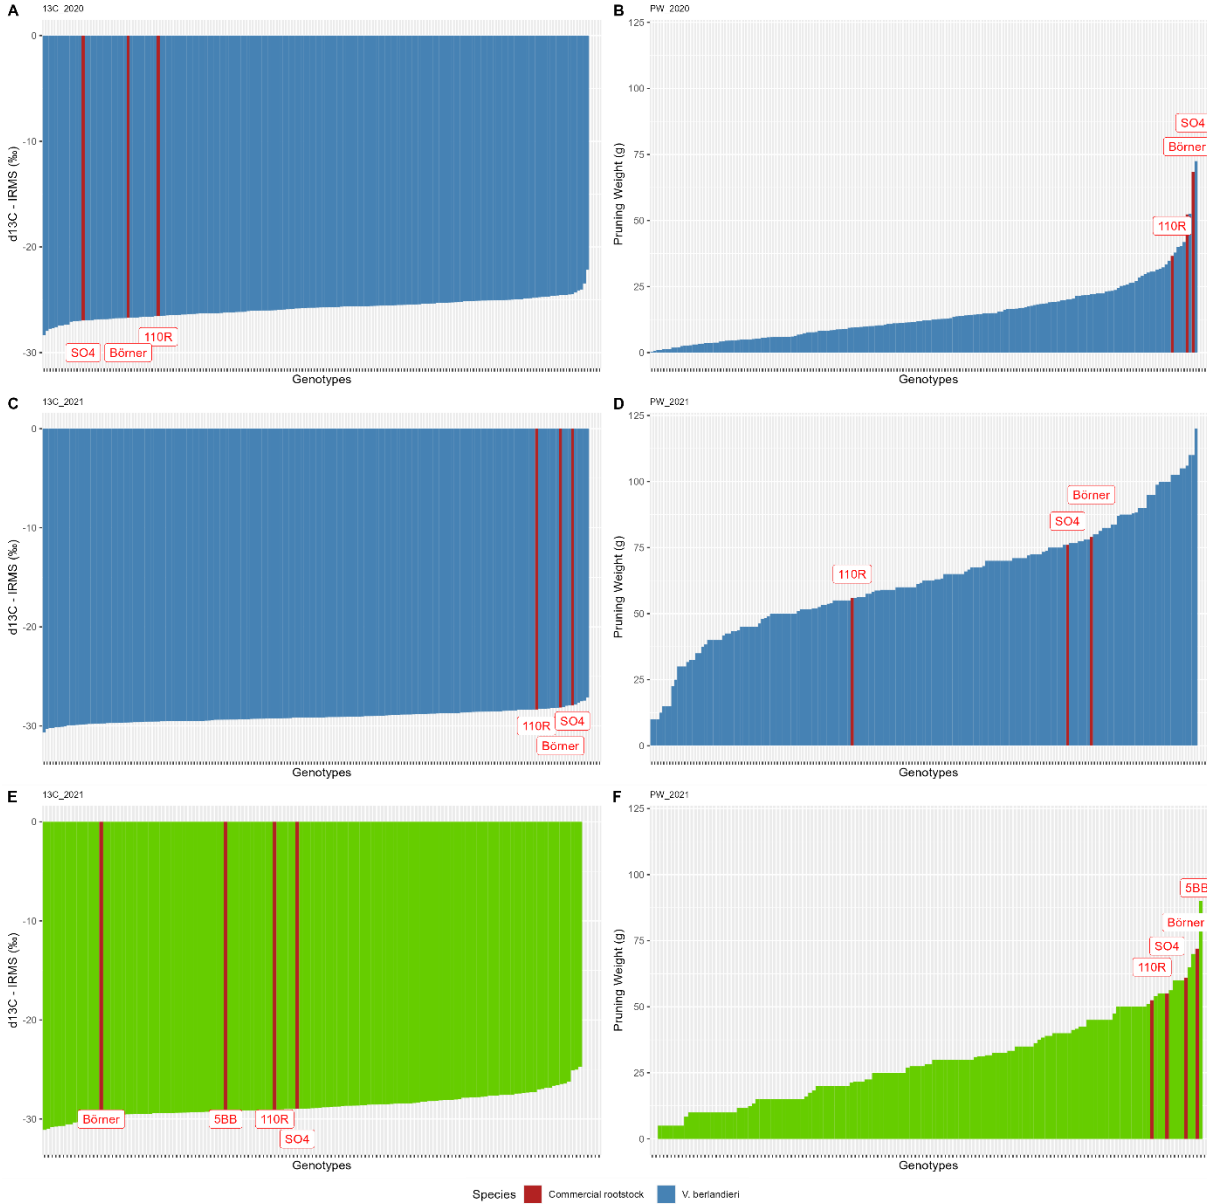 A
13C_2020
d13C - IRMS (‰)
0
-10
-20
-30
SO4
Börner
110R
Genotypes
B
PW_2020
Pruning Weight (g)
125
100
75
50
25
0
SO4
Börner
110R
Genotypes
C
13C_2021
d13C - IRMS (‰)
0
-10
-20
-30
110R
SO4
Börner
Genotypes
D
PW_2021
Pruning Weight (g)
125
100
75
50
25
0
Börner
SO4
110R
Genotypes
E
13C_2021
d13C - IRMS (‰)
0
-10
-20
-30
Börner
5BB
110R
SO4
Genotypes
F
PW_2021
Pruning Weight (g)
125
100
75
50
25
0
5BB
Börner
SO4
110R
Genotypes
Species Commercial rootstock V. berlandieri